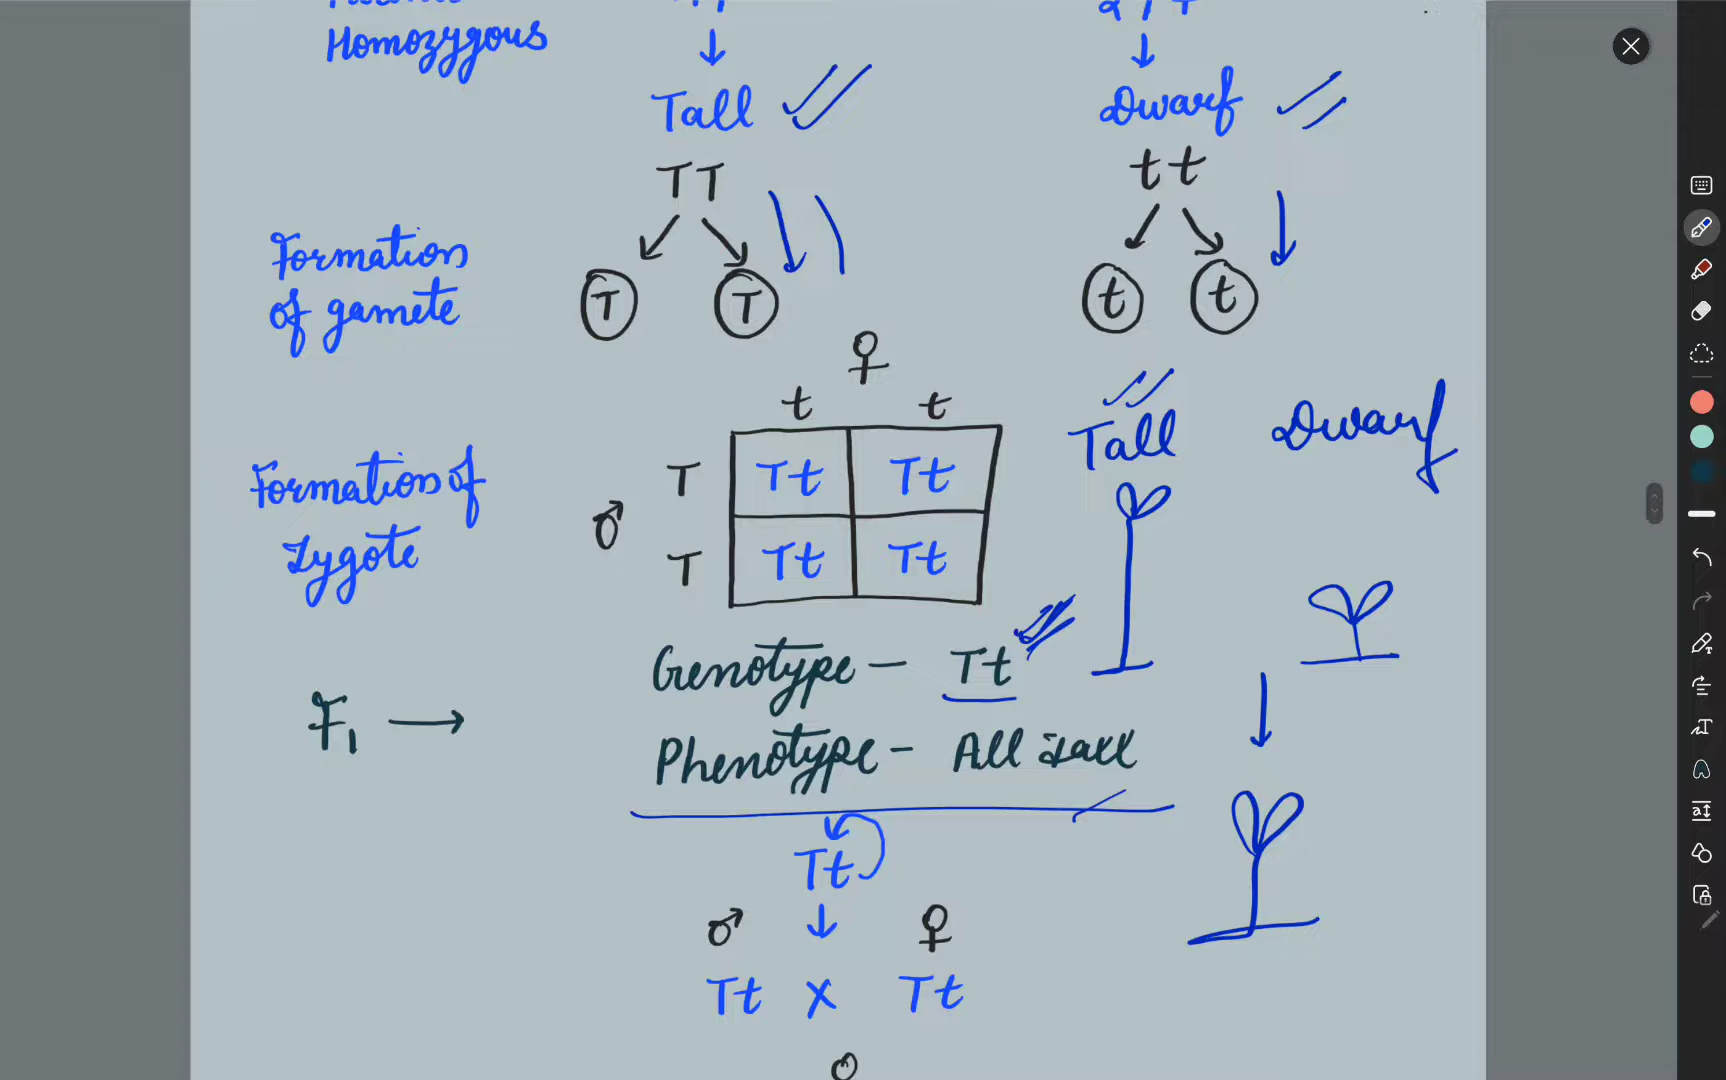 Homozygous
Tall
Dwarf
TT
tt
Formation
of gamete
T T
t t
♀
t t
Tall
Dwarf
Formation of
Zygote
♂
T Tt Tt
T Tt Tt
Genotype - Tt
F1 →
Phenotype - All Tall
Tt
♂ ♀
Tt X Tt